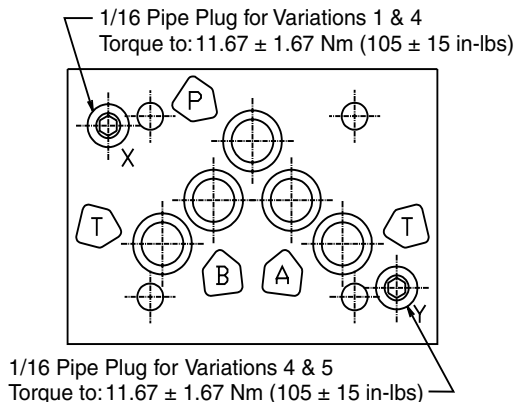 1/16 Pipe Plug for Variations 1 & 4
Torque to: 11.67 ± 1.67 Nm (105 ± 15 in-lbs)
P
X
T
T
B
A
Y
1/16 Pipe Plug for Variations 4 & 5
Torque to: 11.67 ± 1.67 Nm (105 ± 15 in-lbs)